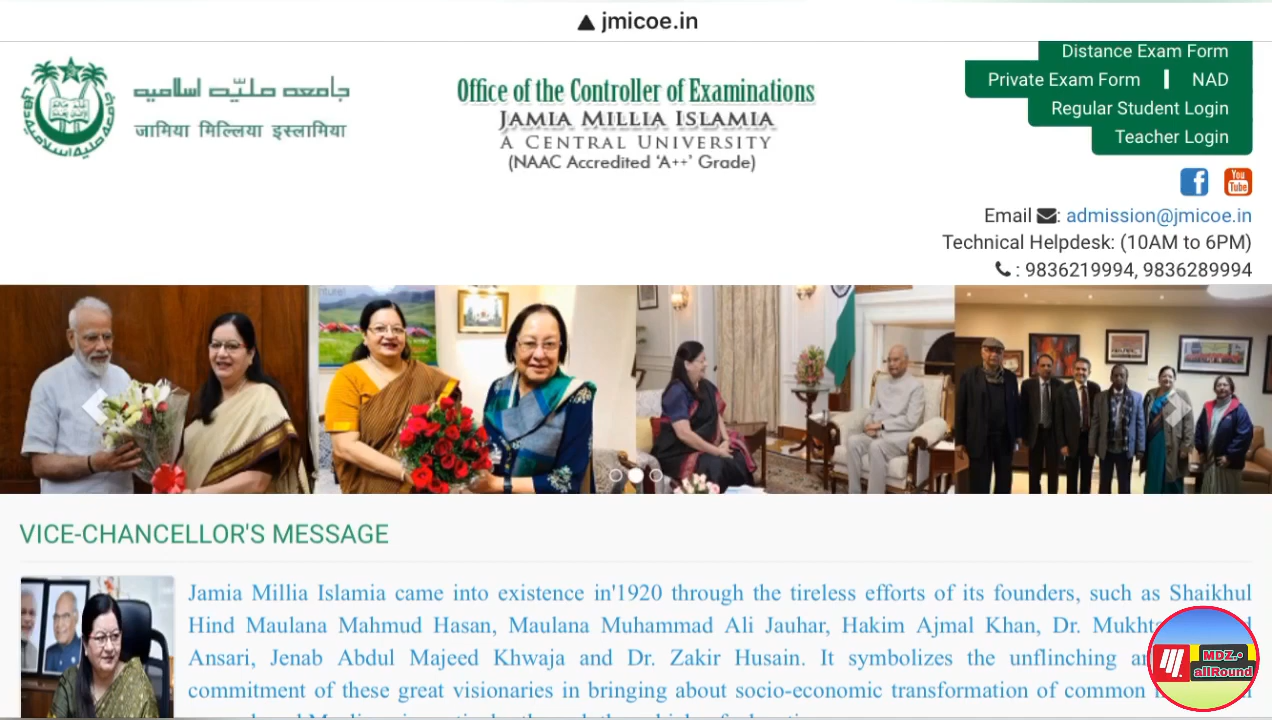 jmicoe.in
جامعہ ملیّہ اسلامیہ
जामिया मिल्लिया इस्लामिया
Office of the Controller of Examinations
JAMIA MILLIA ISLAMIA
A CENTRAL UNIVERSITY
(NAAC Accredited 'A++' Grade)
Distance Exam Form
Private Exam Form | NAD
Regular Student Login
Teacher Login
You
Tube
Email : admission@jmicoe.in
Technical Helpdesk: (10AM to 6PM)
: 9836219994, 9836289994
VICE-CHANCELLOR'S MESSAGE
Jamia Millia Islamia came into existence in'1920 through the tireless efforts of its founders, such as Shaikhul
Hind Maulana Mahmud Hasan, Maulana Muhammad Ali Jauhar, Hakim Ajmal Khan, Dr.
Ansari, Jenab Abdul Majeed Khwaja and Dr. Zakir Husain. It symbolizes the unflinching
commitment of these great visionaries in bringing about socio-economic transformation of common
MDZ.•
allRound